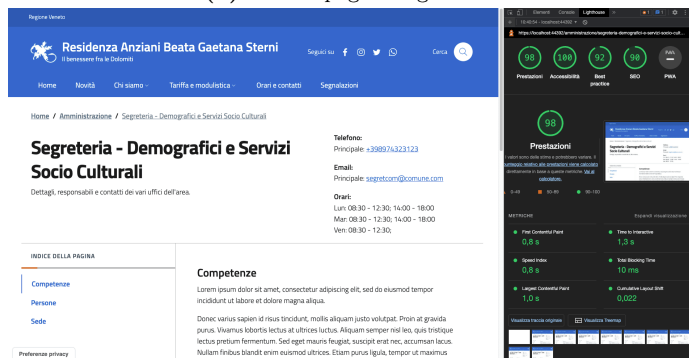 Regione Veneto
Residenza Anziani Beata Gaetana Sterni
Il benessere fra le Dolomiti
Seguici su
Cerca
Home Novità Chi siamo Tariffa e modulistica Orari e contatti Segnalazioni
Home / Amministrazione / Segreteria - Demografici e Servizi Socio Culturali
Segreteria - Demografici e Servizi
Socio Culturali
Dettagli, responsabili e contatti dei vari uffici dell'area.
Telefono:
Principale: +398974323123
Email:
Principale: segretcom@comune.com
Orari:
Lun: 08:30 - 12:30; 14:00 - 18:00
Mar: 08:30 - 12:30; 14:00 - 18:00
Ven: 08:30 - 12:30;
INDICE DELLA PAGINA
Competenze
Persone
Sede
Competenze
Lorem ipsum dolor sit amet, consectetur adipiscing elit, sed do eiusmod tempor
incididunt ut labore et dolore magna aliqua.
Donec varius sapien id risus tincidunt, mollis aliquam justo volutpat. Proin at gravida
purus. Vivamus lobortis lectus at ultrices luctus. Aliquam semper nisl leo, quis tristique
lectus pretium fermentum. Sed eget mauris feugiat, suscipit erat nec, accumsan lacus.
Nullam finibus blandit enim euismod ultrices. Etiam purus ligula, tempor ut maximus
Preferenze privacy
Elementi Console Lighthouse
https://localhost:44392/amministrazione/segreteria-demografici-e-servizi-socio-cult...
98 100 92 90
Prestazioni Accessibilità Best practice SEO PWA
98
Prestazioni
0-49 50-89 90-100
METRICHE
Espandi visualizzazione
First Contentful Paint
0,8 s
Time to Interactive
1,3 s
Speed Index
0,8 s
Total Blocking Time
10 ms
Largest Contentful Paint
1,0 s
Cumulative Layout Shift
0,022
Visualizza traccia originale
Visualizza Treemap